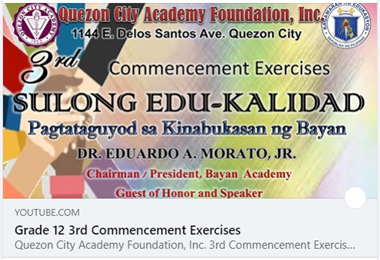 Quezon City Academy Foundation, Inc.
1144 E. Delos Santos Ave. Quezon City
3rd Commencement Exercises
SULONG EDU-KALIDAD
Pagtataguyod sa Kinabukasan ng Bayan
DR. EDUARDO A. MORATO, JR.
Chairman / President, Bayan Academy
Guest of Honor and Speaker
YOUTUBE.COM
Grade 12 3rd Commencement Exercises
Quezon City Academy Foundation, Inc. 3rd Commencement Exercis...